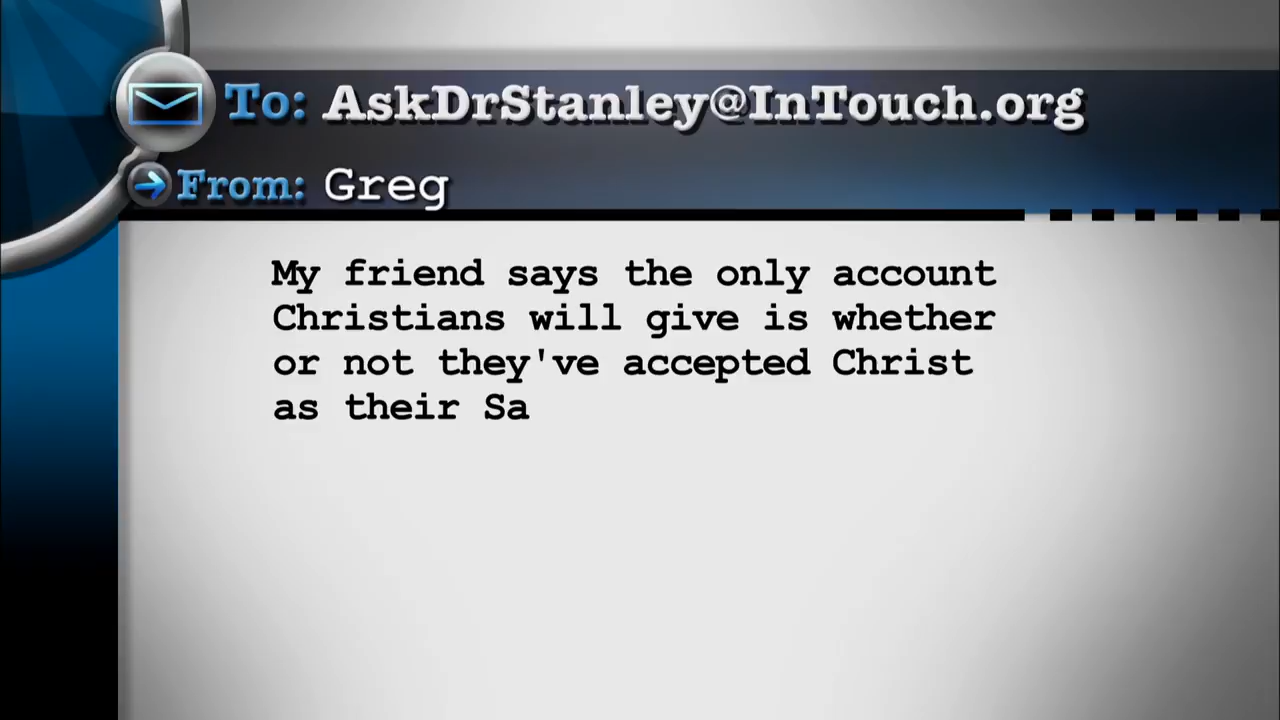 To: AskDrStanley@InTouch.org
From: Greg
My friend says the only account
Christians will give is whether
or not they've accepted Christ
as their Sa